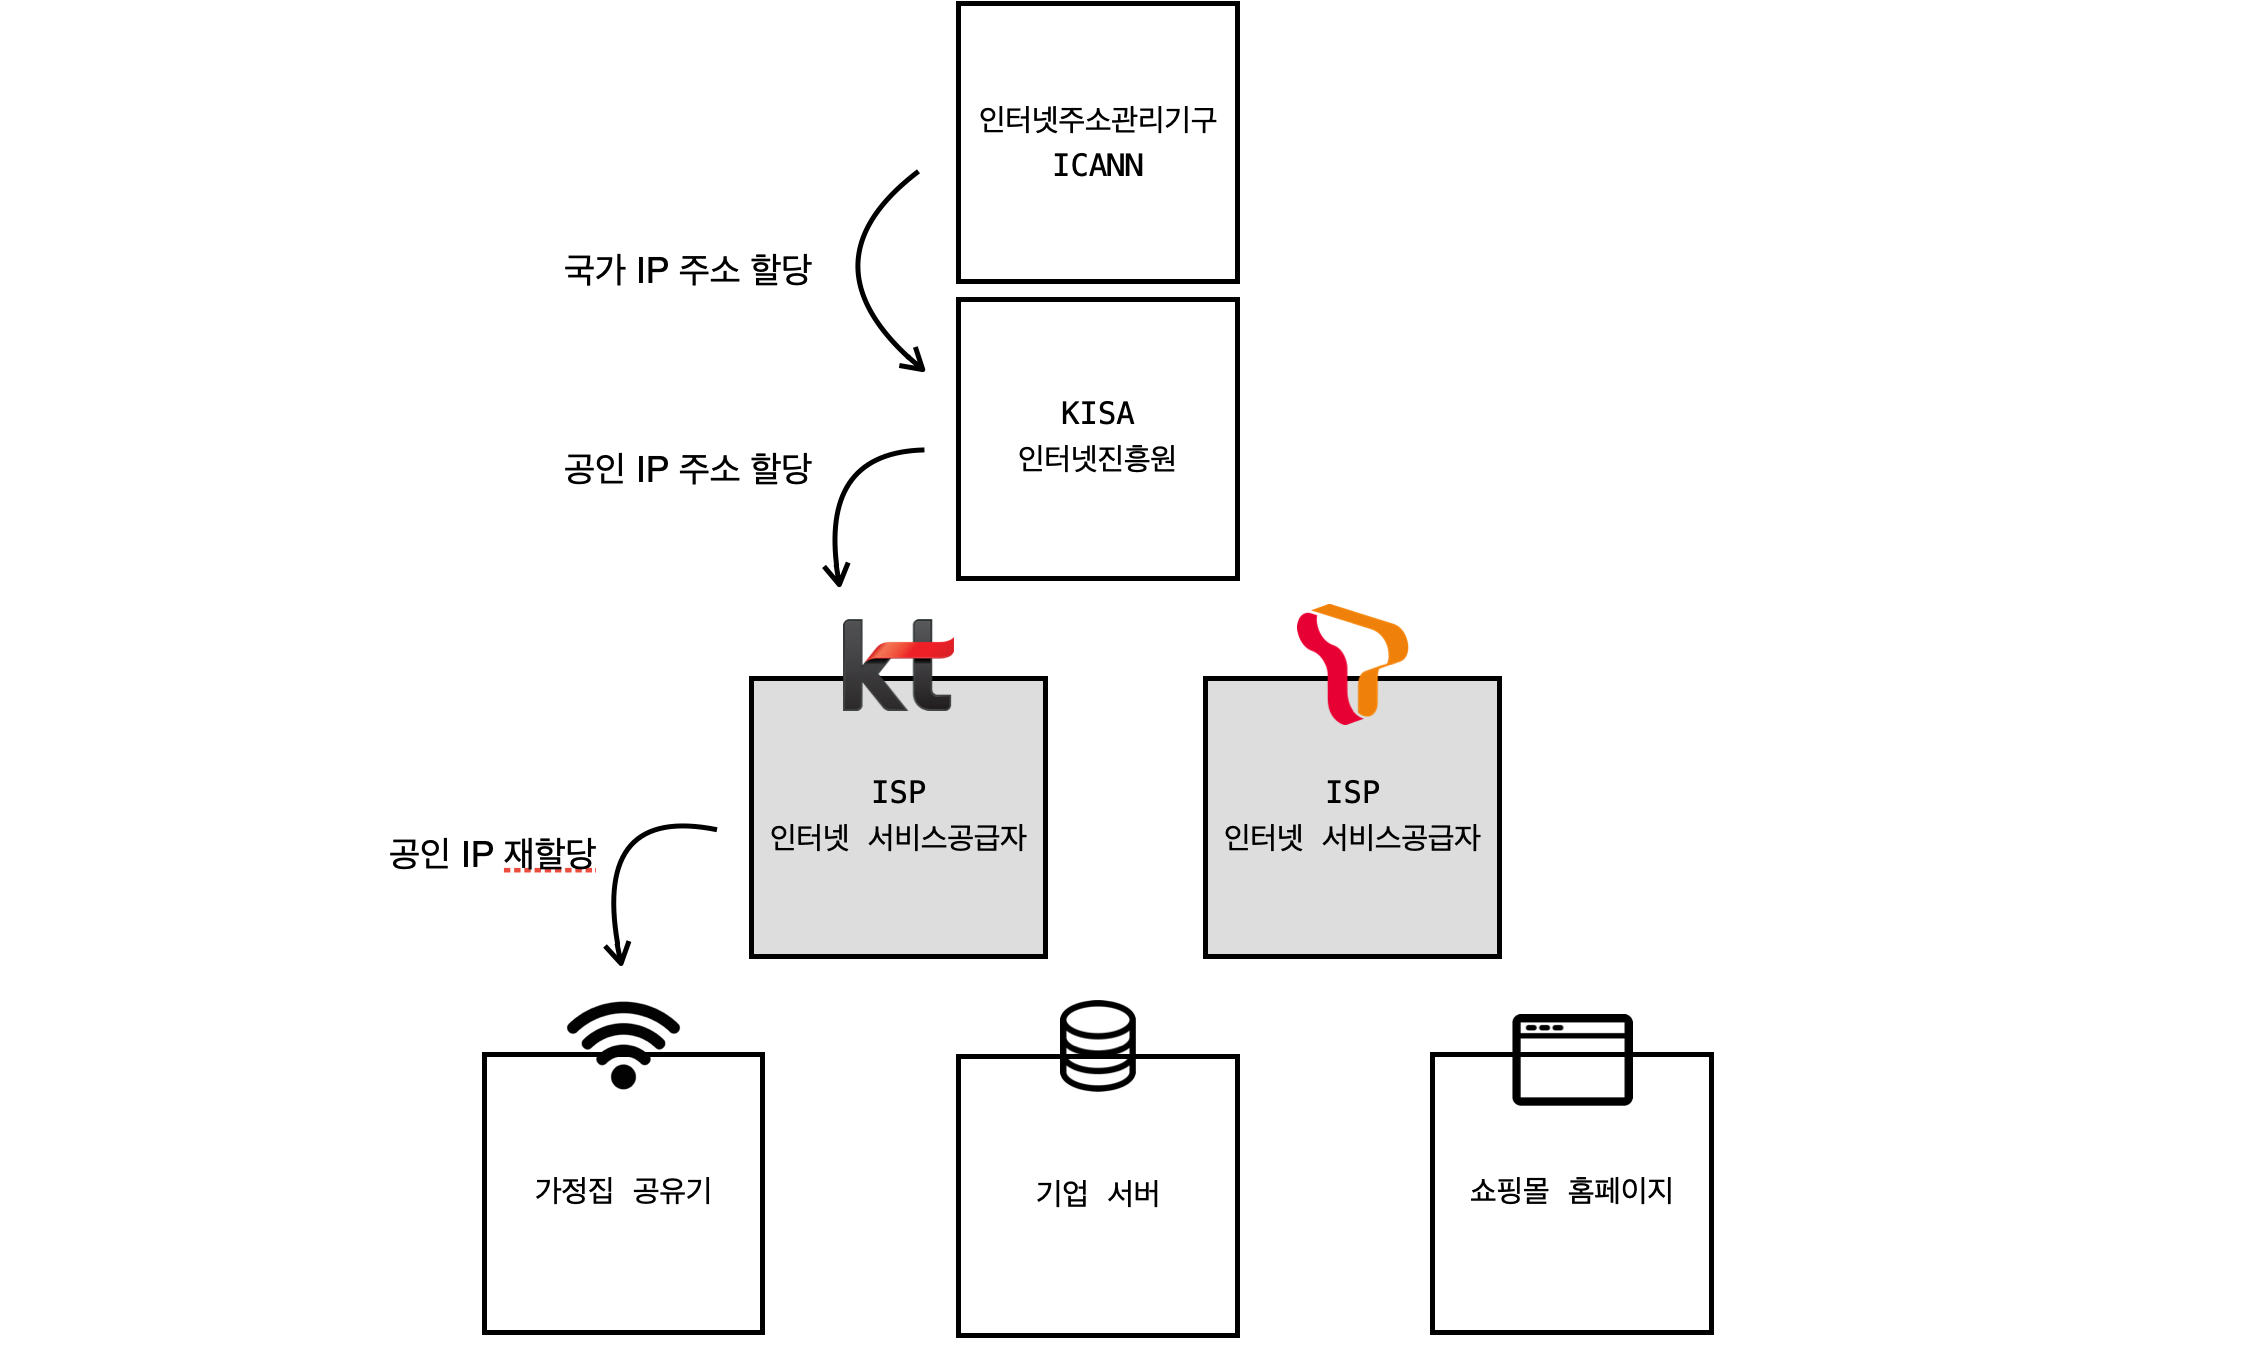 인터넷주소관리기구
ICANN
국가 IP 주소 할당
KISA
인터넷진흥원
공인 IP 주소 할당
kt
ISP
인터넷 서비스공급자
ISP
인터넷 서비스공급자
공인 IP 재할당
가정집 공유기
기업 서버
쇼핑몰 홈페이지